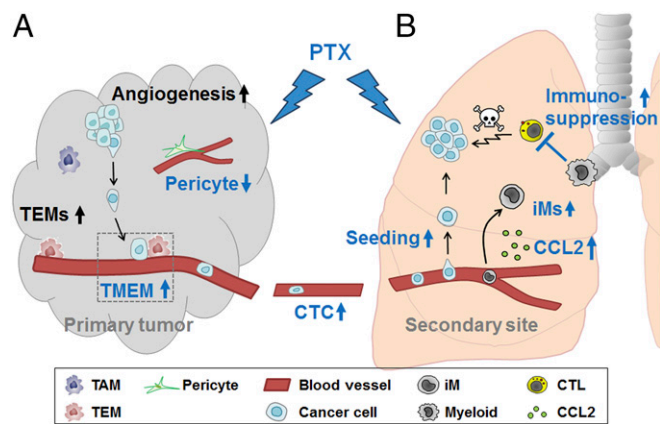 A
B
PTX
Angiogenesis
Immuno-
suppression
Pericyte
TEMs
iMs
Seeding
CCL2
TMEM
CTC
Primary tumor
Secondary site
TAM
Pericyte
Blood vessel
iM
CTL
TEM
Cancer cell
Myeloid
CCL2